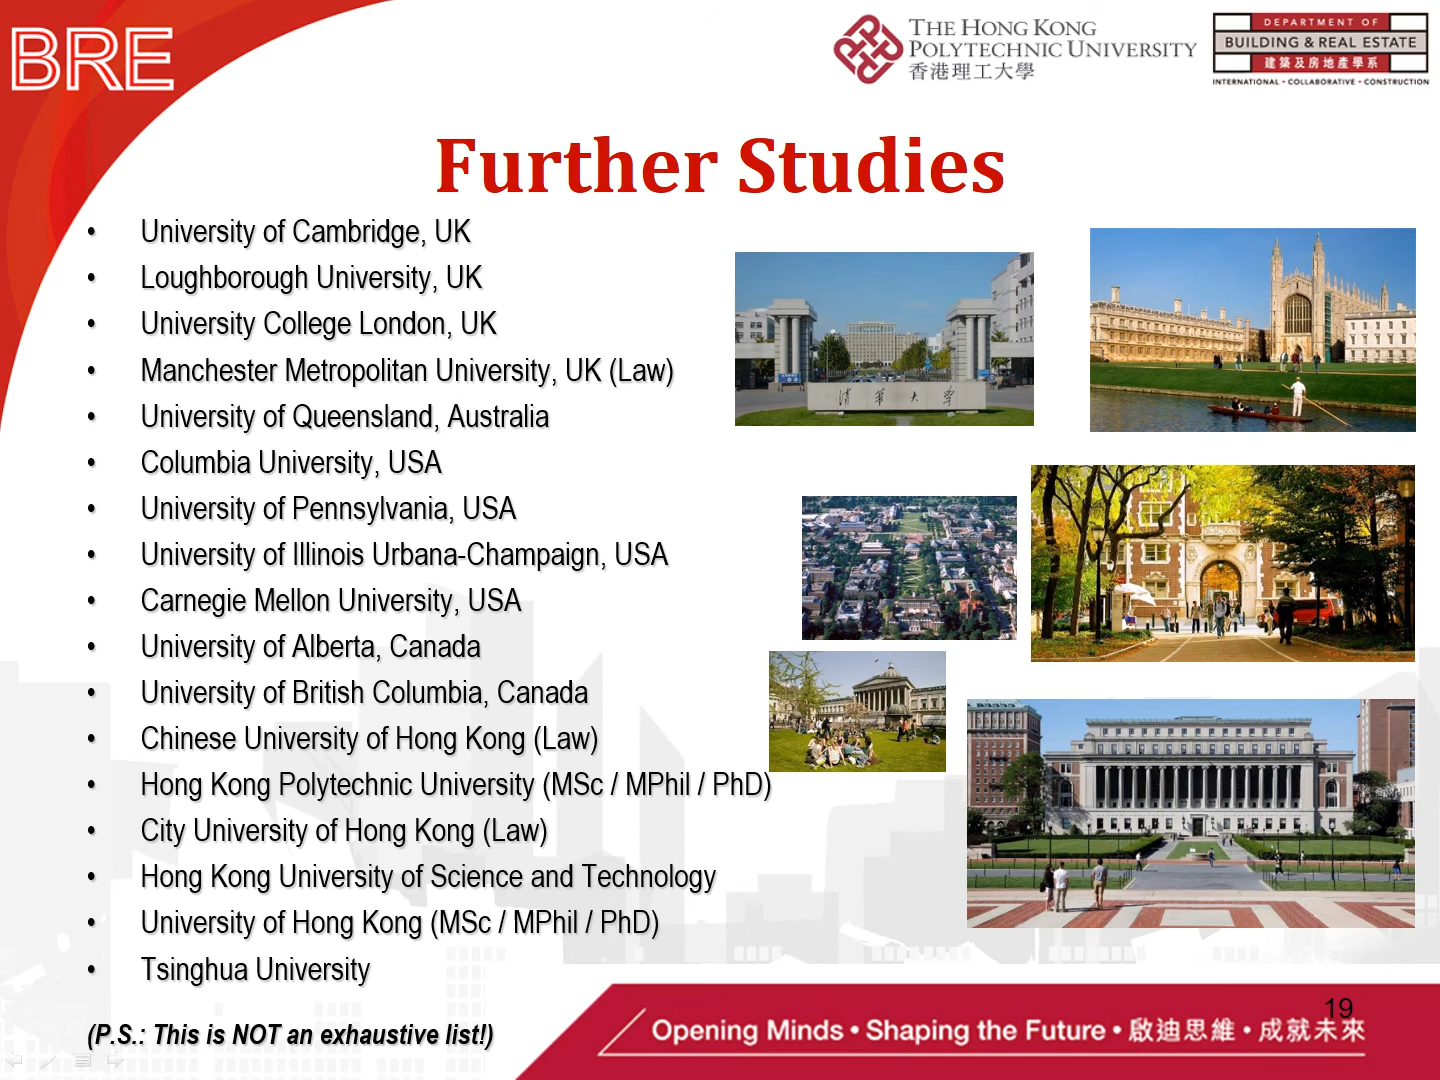 BRE
THE HONG KONG
POLYTECHNIC UNIVERSITY
香港理工大學
DEPARTMENT OF
BUILDING & REAL ESTATE
建築及房地產學系
INTERNATIONAL • COLLABORATIVE • CONSTRUCTION
Further Studies
• University of Cambridge, UK
• Loughborough University, UK
• University College London, UK
• Manchester Metropolitan University, UK (Law)
• University of Queensland, Australia
• Columbia University, USA
• University of Pennsylvania, USA
• University of Illinois Urbana-Champaign, USA
• Carnegie Mellon University, USA
• University of Alberta, Canada
• University of British Columbia, Canada
• Chinese University of Hong Kong (Law)
• Hong Kong Polytechnic University (MSc / MPhil / PhD)
• City University of Hong Kong (Law)
• Hong Kong University of Science and Technology
• University of Hong Kong (MSc / MPhil / PhD)
• Tsinghua University
(P.S.: This is NOT an exhaustive list!)
清華大學
19
Opening Minds • Shaping the Future • 啟迪思維 • 成就未來